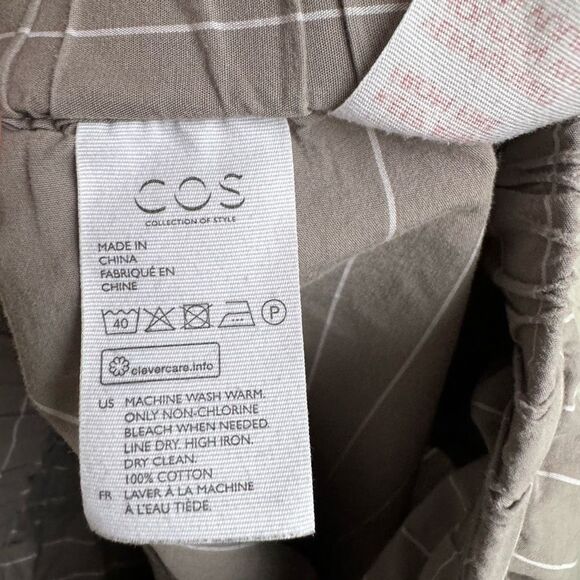 COS
COLLECTION OF STYLE
MADE IN
CHINA
FABRIQUÉ EN
CHINE
40
P
clevercare.info
US MACHINE WASH WARM.
ONLY NON-CHLORINE
BLEACH WHEN NEEDED.
LINE DRY. HIGH IRON.
DRY CLEAN.
100% COTTON
FR LAVER À LA MACHINE
À L'EAU TIÈDE.